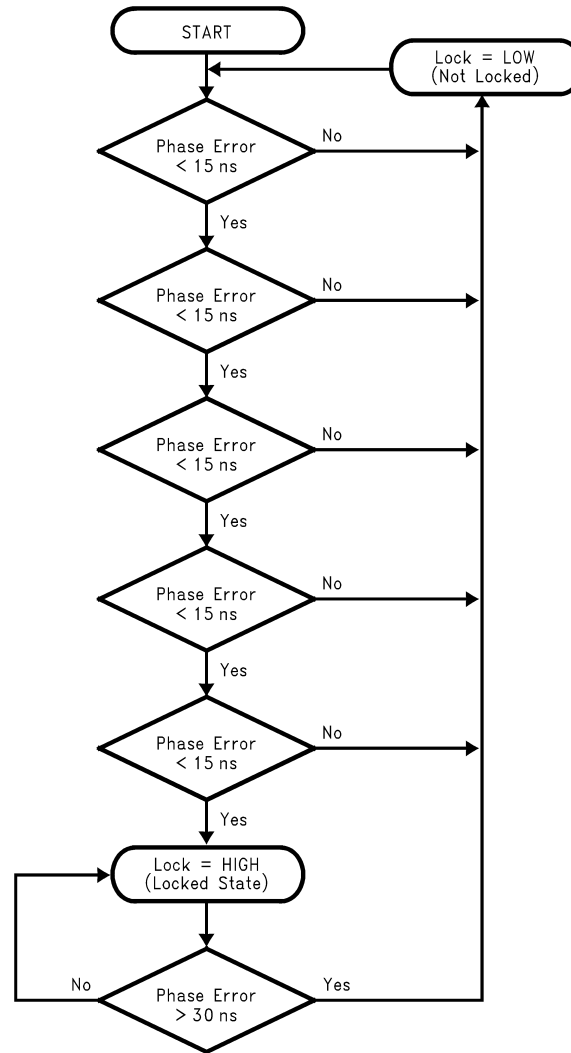 START
Lock = LOW
(Not Locked)
Phase Error
< 15 ns
No
Yes
Phase Error
< 15 ns
No
Yes
Phase Error
< 15 ns
No
Yes
Phase Error
< 15 ns
No
Yes
Phase Error
< 15 ns
No
Yes
Lock = HIGH
(Locked State)
No
Phase Error
> 30 ns
Yes